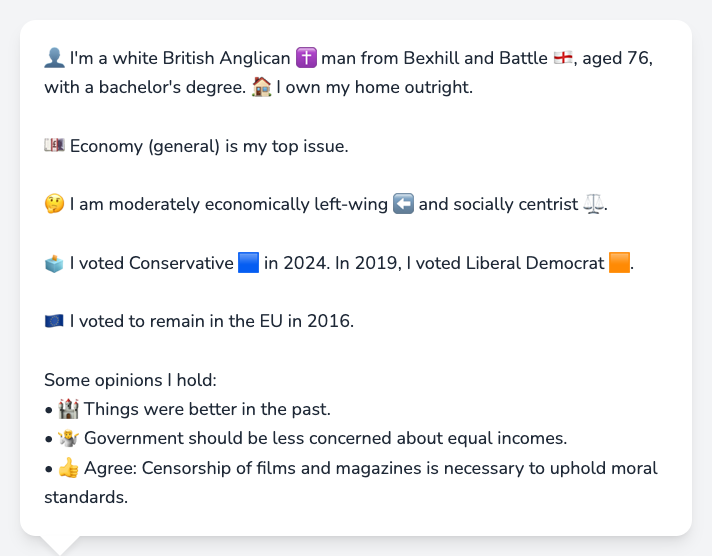 👤 I'm a white British Anglican ✝️ man from Bexhill and Battle 🏴󠁧󠁢󠁥󠁮󠁧󠁿, aged 76,
with a bachelor's degree. 🏠 I own my home outright.
💷 Economy (general) is my top issue.
🤔 I am moderately economically left-wing ⬅️ and socially centrist ⚖️.
🗳️ I voted Conservative 🟦 in 2024. In 2019, I voted Liberal Democrat 🟧.
🇪🇺 I voted to remain in the EU in 2016.
Some opinions I hold:
• 🏰 Things were better in the past.
• 🤷 Government should be less concerned about equal incomes.
• 👍 Agree: Censorship of films and magazines is necessary to uphold moral
standards.